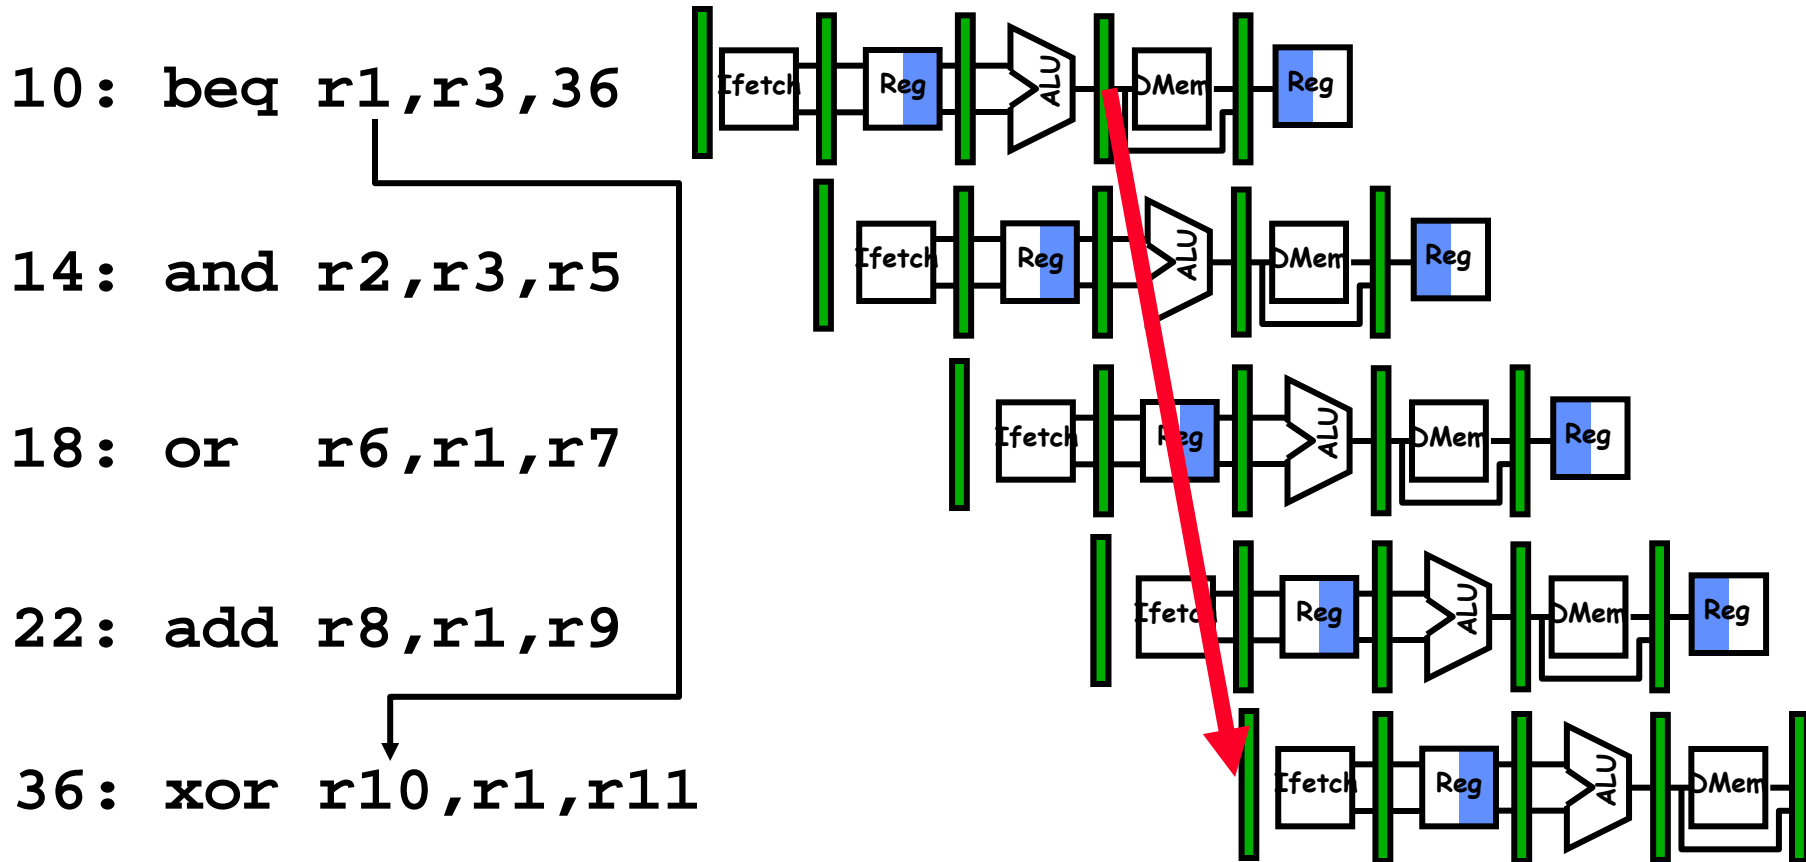 10: beq r1,r3,36 Ifetch Reg ALU DMem Reg
14: and r2,r3,r5 Ifetch Reg ALU DMem Reg
18: or r6,r1,r7 Ifetch Reg ALU DMem Reg
22: add r8,r1,r9 Ifetch Reg ALU DMem Reg
36: xor r10,r1,r11 Ifetch Reg ALU DMem